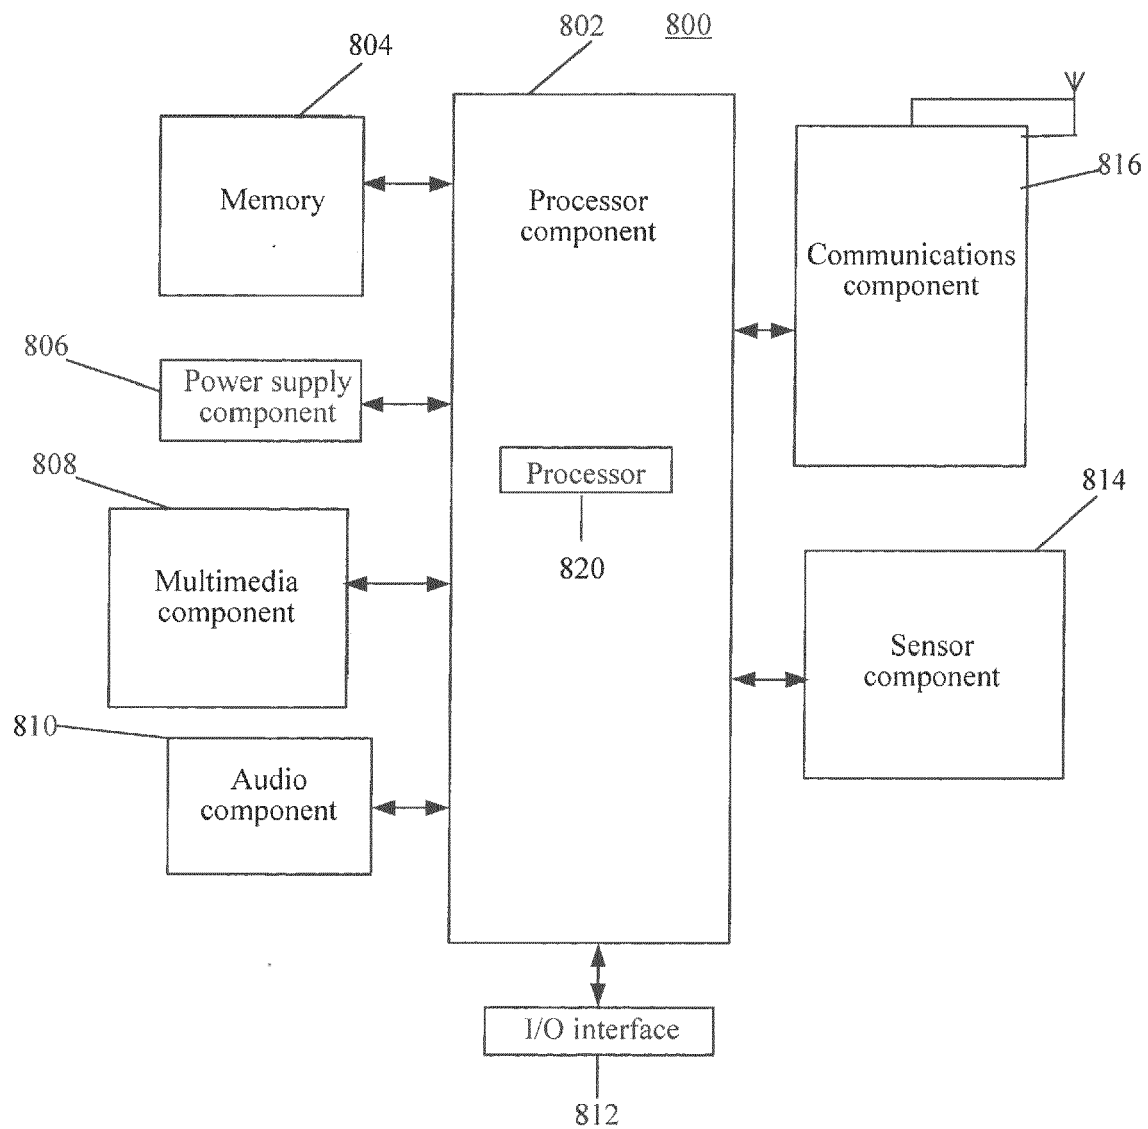 800
802
804
Memory
Processor
component
816
Communications
component
806
Power supply
component
808
Processor
820
814
Multimedia
component
Sensor
component
810
Audio
component
I/O interface
812